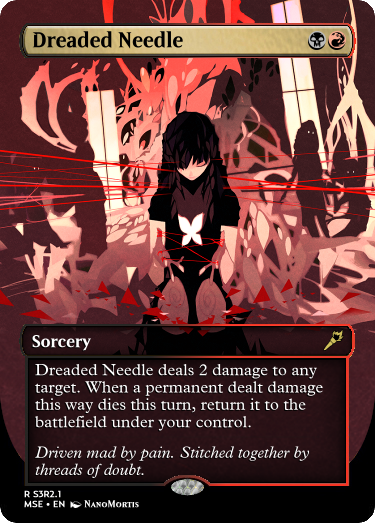 Dreaded Needle
Sorcery
Dreaded Needle deals 2 damage to any
target. When a permanent dealt damage
this way dies this turn, return it to the
battlefield under your control.
Driven mad by pain. Stitched together by
threads of doubt.
R S3R2.1
MSE • EN NanoMortis